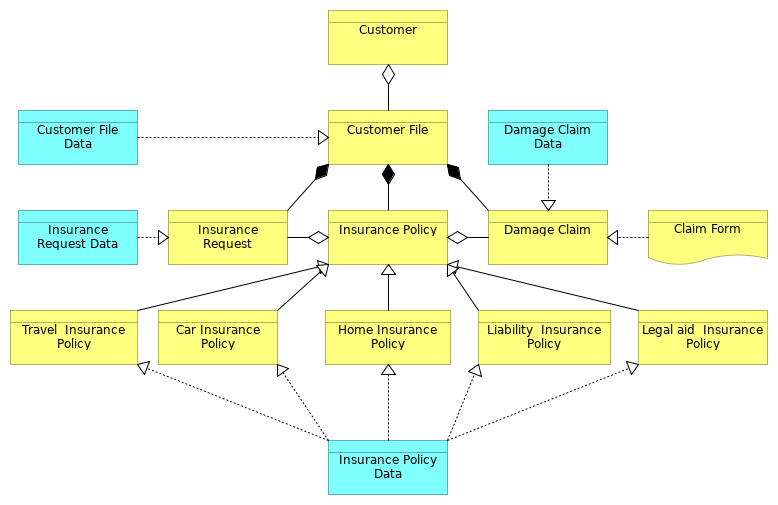 Customer
Customer File
Data
Customer File
Damage Claim
Data
Insurance
Request Data
Insurance
Request
Insurance Policy
Damage Claim
Claim Form
Travel  Insurance
Policy
Car Insurance
Policy
Home Insurance
Policy
Liability  Insurance
Policy
Legal aid  Insurance
Policy
Insurance Policy
Data